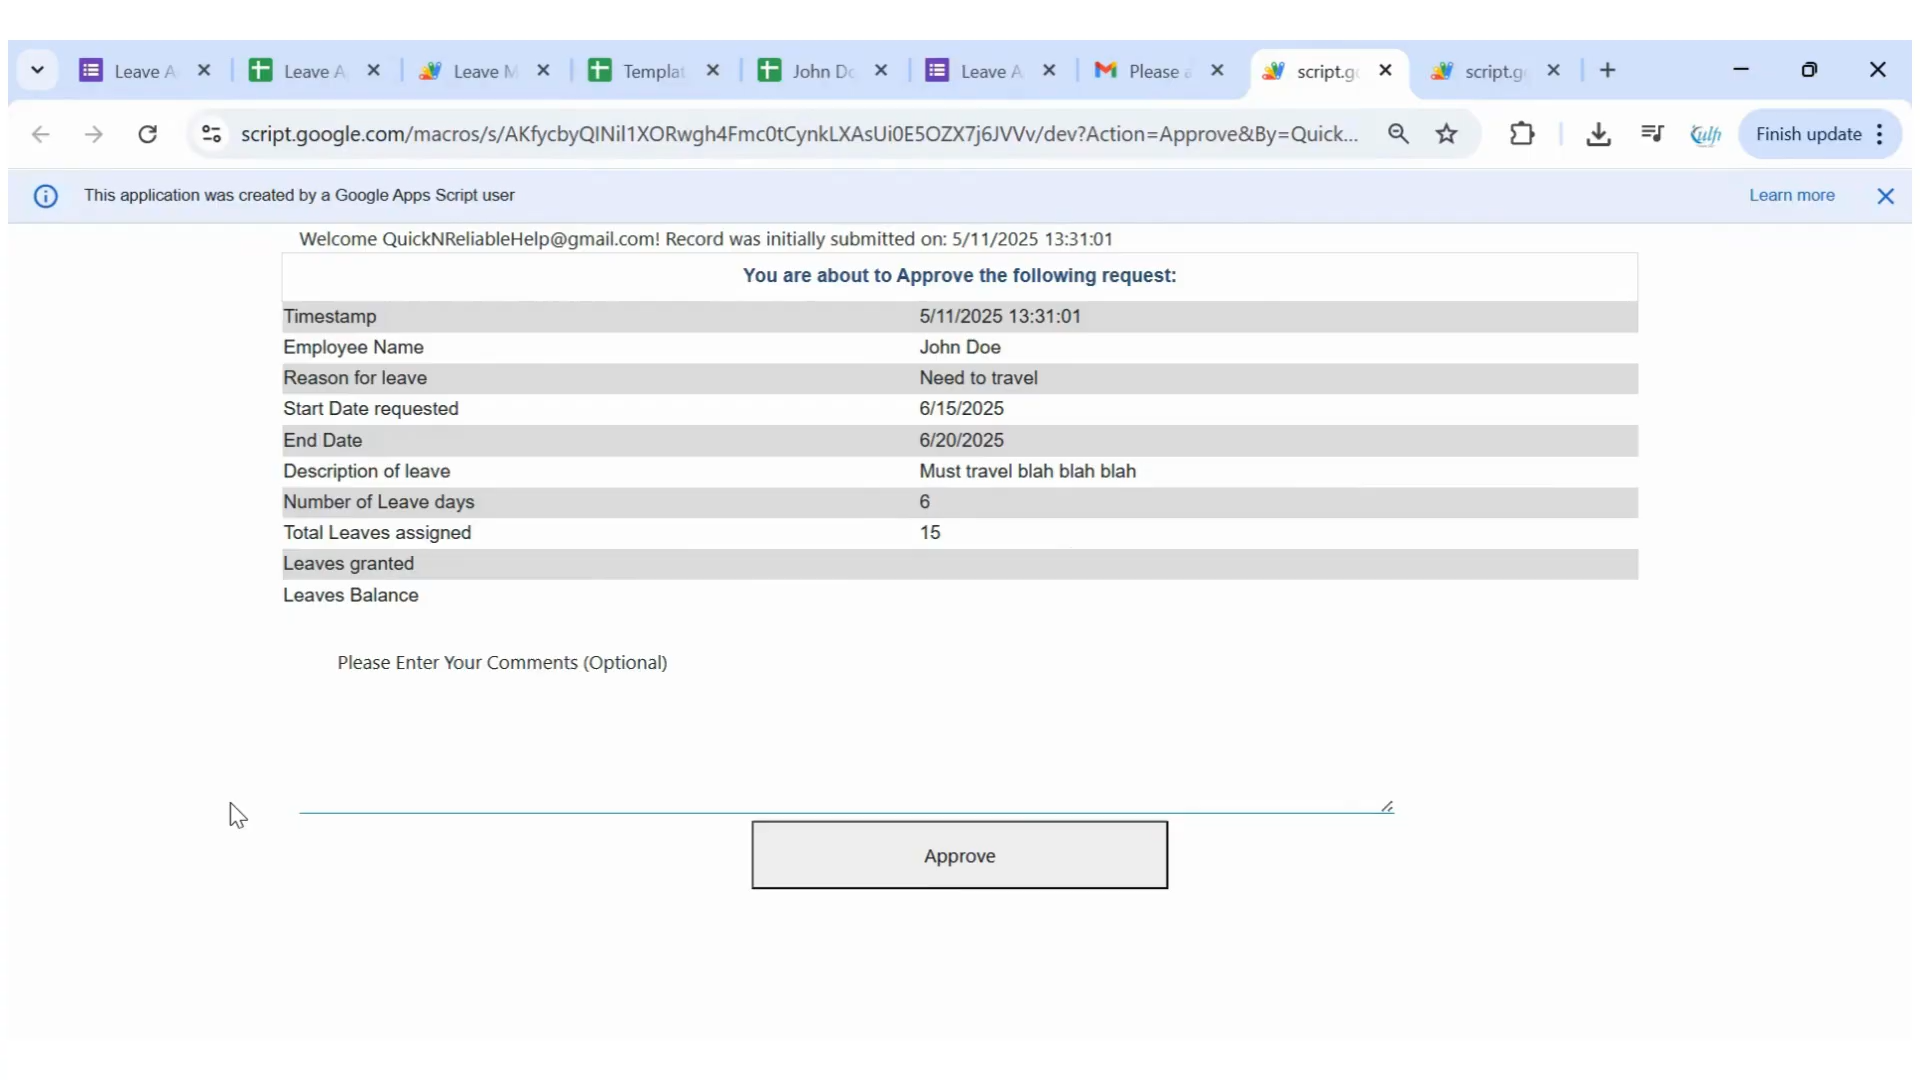 Leave A
Leave A
Leave M
Templat
John Do
Leave A
Please a
script.go
script.g
script.google.com/macros/s/AKfycbyQINil1XORwgh4Fmc0tCynkLXAsUi0E5OZX7j6JVVv/dev?Action=Approve&By=Quick...
Finish update
This application was created by a Google Apps Script user
Learn more
Welcome QuickNReliableHelp@gmail.com! Record was initially submitted on: 5/11/2025 13:31:01
You are about to Approve the following request:
Timestamp 5/11/2025 13:31:01
Employee Name John Doe
Reason for leave Need to travel
Start Date requested 6/15/2025
End Date 6/20/2025
Description of leave Must travel blah blah blah
Number of Leave days 6
Total Leaves assigned 15
Leaves granted
Leaves Balance
Please Enter Your Comments (Optional)
Approve